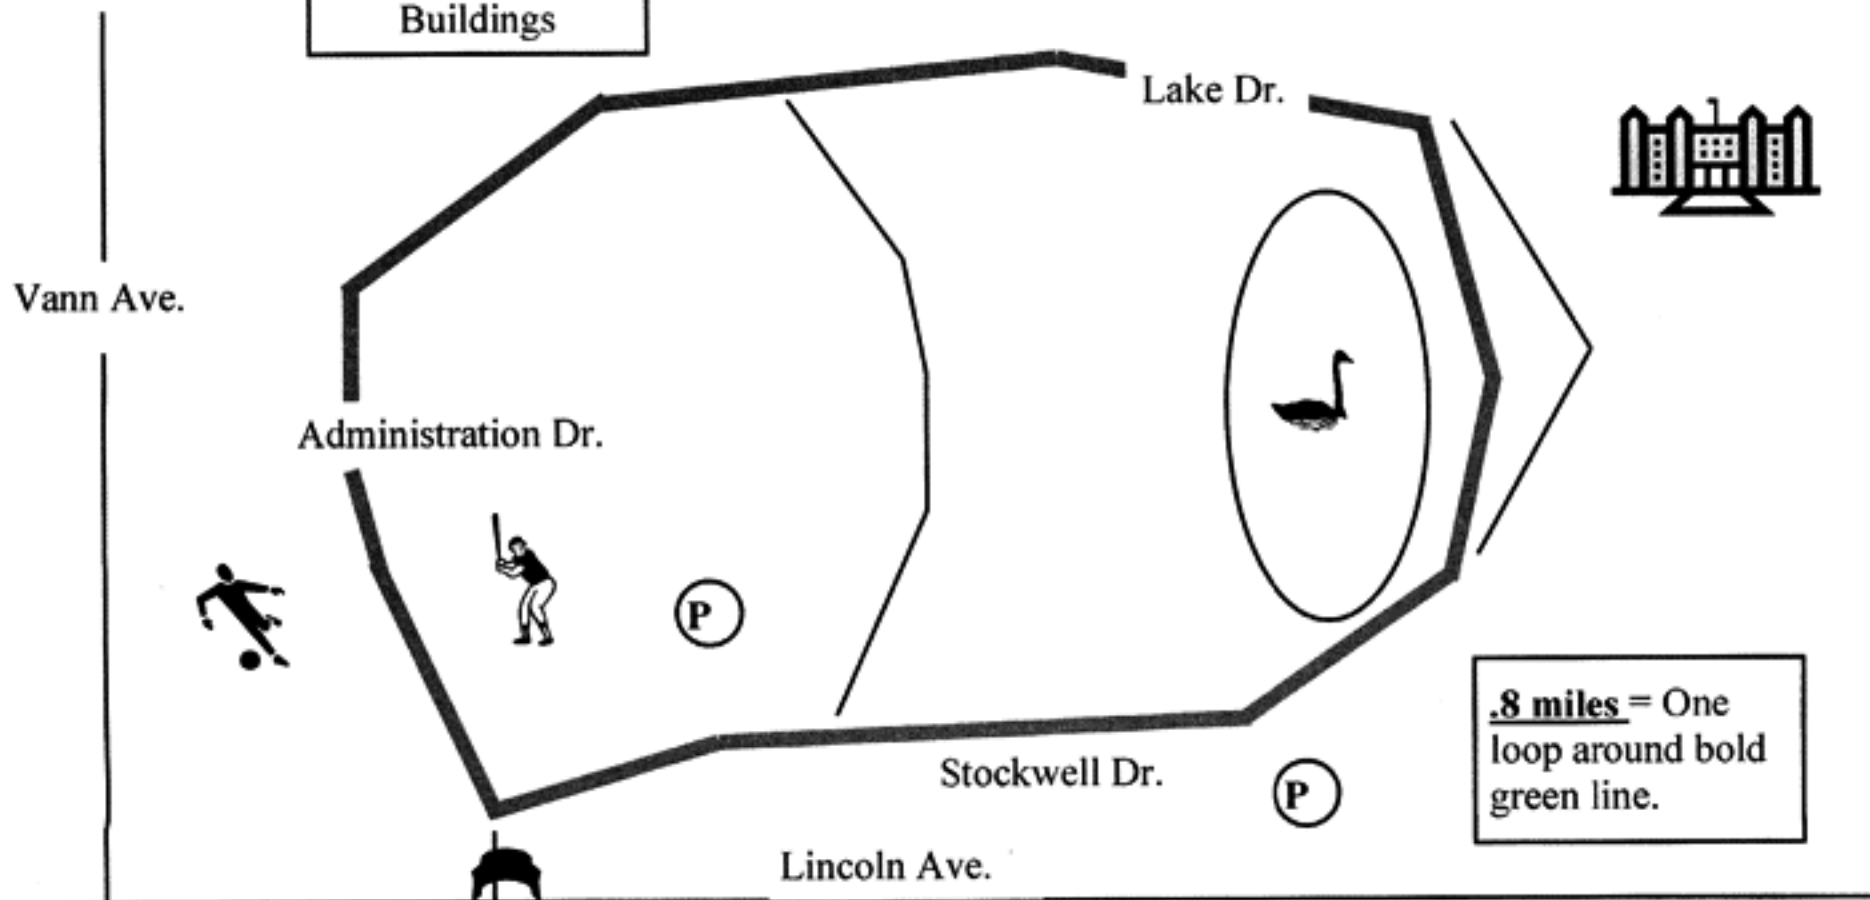 Buildings
Lake Dr.
Vann Ave.
Administration Dr.
P
.8 miles = One
loop around bold
green line.
Stockwell Dr.
P
Lincoln Ave.